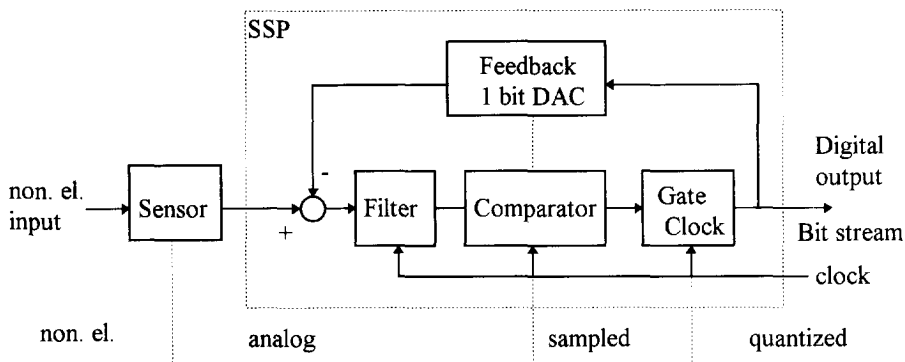 SSP
Feedback
1 bit DAC
-
+
non. el.
input
Sensor
Filter
Comparator
Gate
Clock
Digital
output
Bit stream
clock
non. el.
analog
sampled
quantized